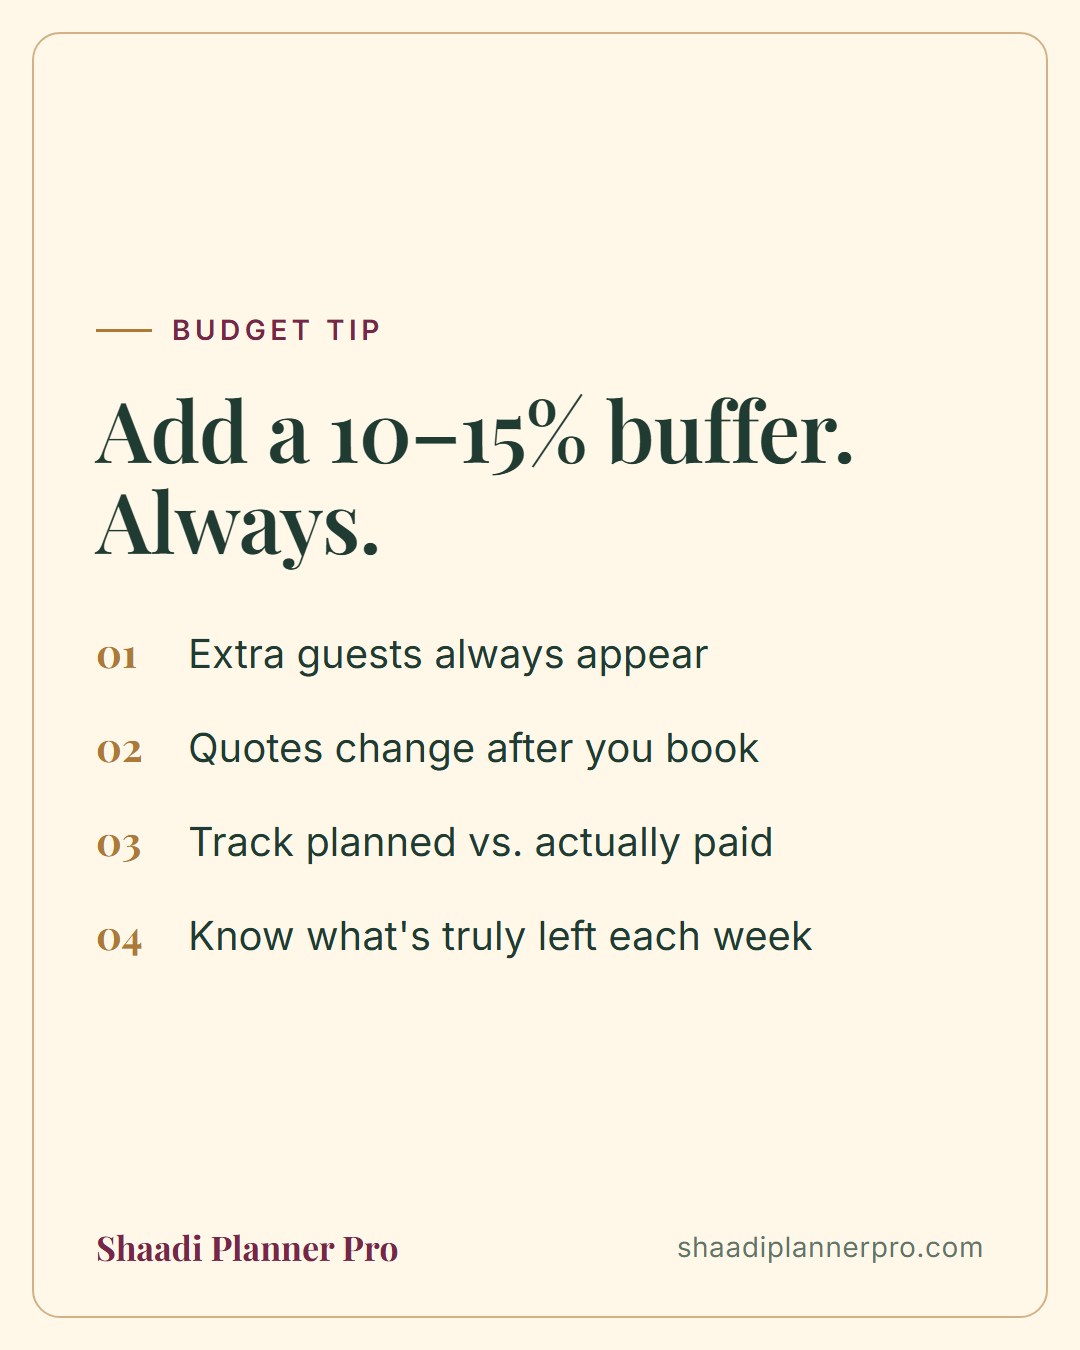 BUDGET TIP
Add a 10–15% buffer.
Always.
01 Extra guests always appear
02 Quotes change after you book
03 Track planned vs. actually paid
04 Know what's truly left each week
Shaadi Planner Pro
shaadiplannerpro.com